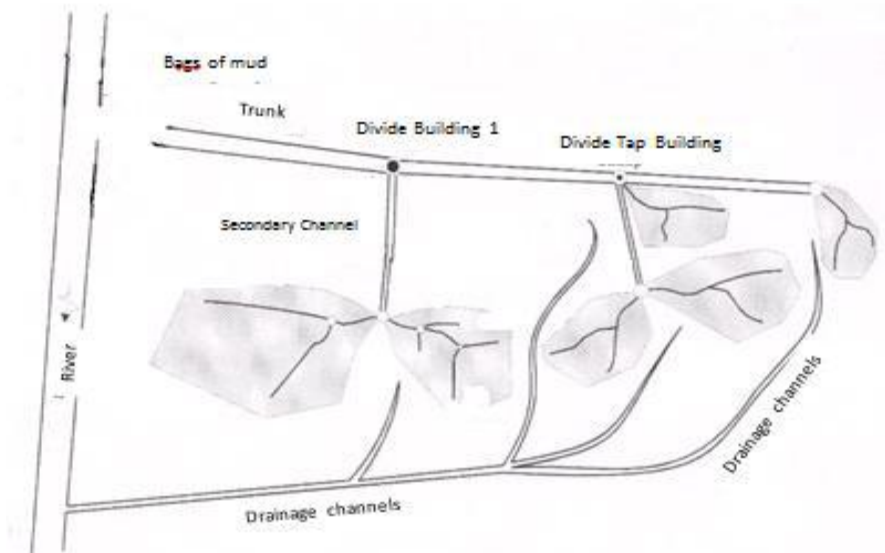 Bags of mud
Trunk
Divide Building 1
Divide Tap Building
Secondary Channel
River
Drainage channels
Drainage channels